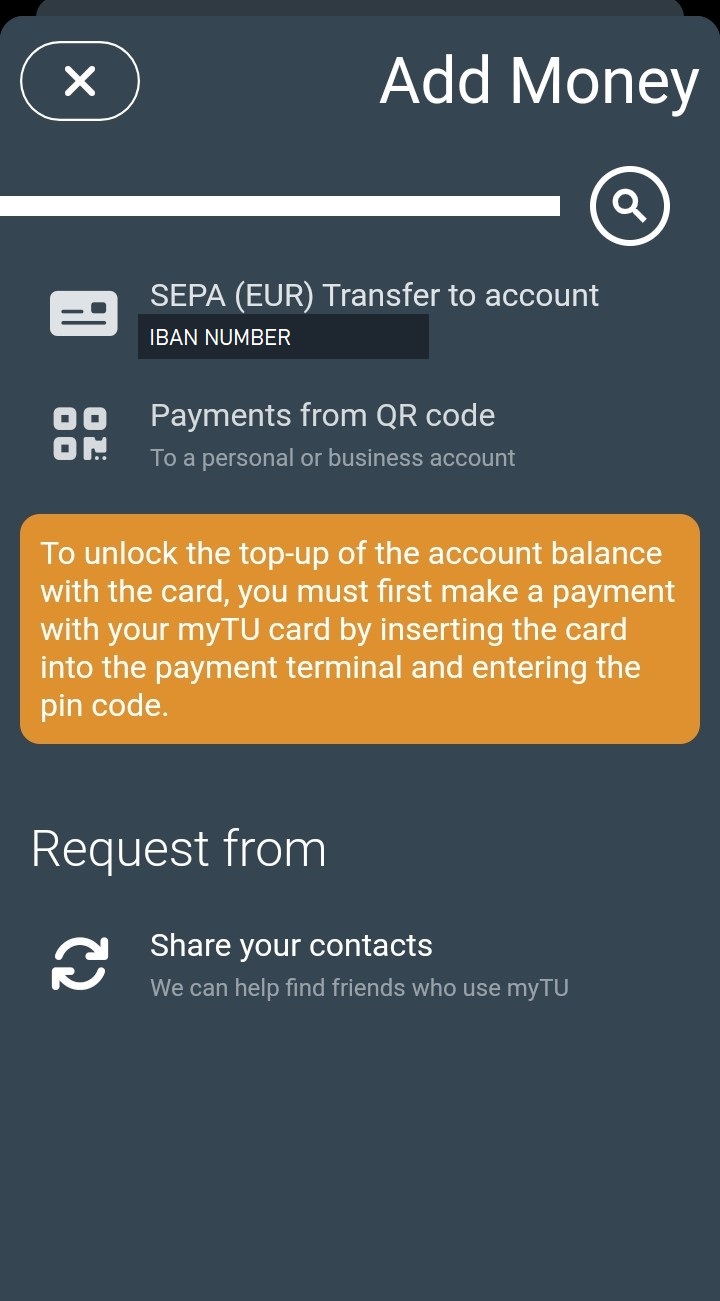 Add Money
SEPA (EUR) Transfer to account
IBAN NUMBER
Payments from QR code
To a personal or business account
To unlock the top-up of the account balance
with the card, you must first make a payment
with your myTU card by inserting the card
into the payment terminal and entering the
pin code.
Request from
Share your contacts
We can help find friends who use myTU